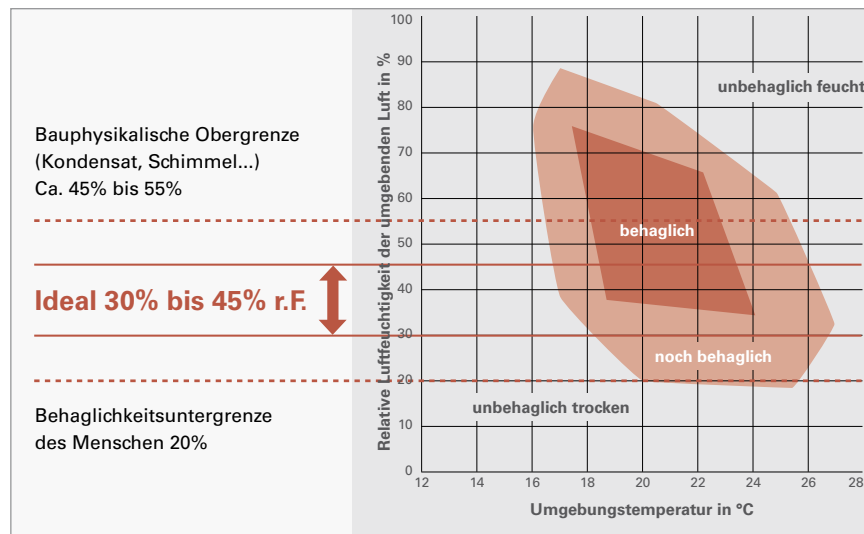 Bauphysikalische Obergrenze
(Kondensat, Schimmel...)
Ca. 45% bis 55%
Ideal 30% bis 45% r.F.
Behaglichkeitsuntergrenze
des Menschen 20%
Relative Luftfeuchtigkeit der umgebenden Luft in %
100
90
80
70
60
50
40
30
20
10
0
unbehaglich feucht
behaglich
noch behaglich
unbehaglich trocken
12 14 16 18 20 22 24 26 28
Umgebungstemperatur in °C